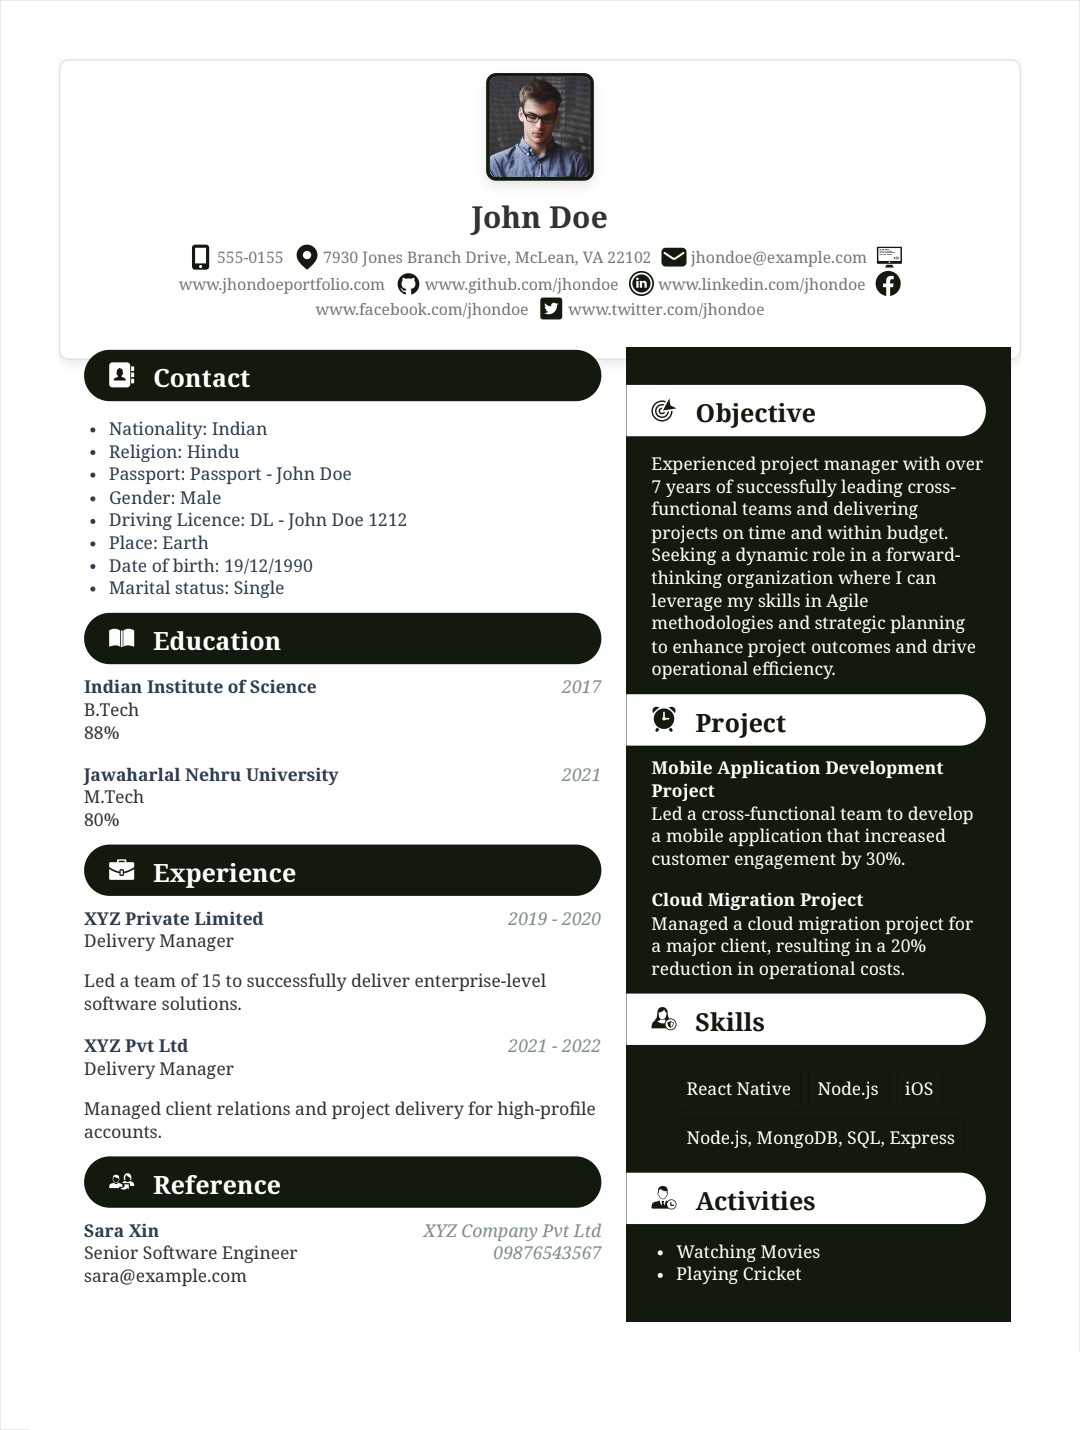 John Doe
555-0155 7930 Jones Branch Drive, McLean, VA 22102 jhondoe@example.com
www.jhondoeportfolio.com www.github.com/jhondoe www.linkedin.com/jhondoe
www.facebook.com/jhondoe www.twitter.com/jhondoe
Contact
Nationality: Indian
Religion: Hindu
Passport: Passport - John Doe
Gender: Male
Driving Licence: DL - John Doe 1212
Place: Earth
Date of birth: 19/12/1990
Marital status: Single
Education
Indian Institute of Science 2017
B.Tech
88%
Jawaharlal Nehru University 2021
M.Tech
80%
Experience
XYZ Private Limited 2019 - 2020
Delivery Manager
Led a team of 15 to successfully deliver enterprise-level
software solutions.
XYZ Pvt Ltd 2021 - 2022
Delivery Manager
Managed client relations and project delivery for high-profile
accounts.
Reference
Sara Xin XYZ Company Pvt Ltd
Senior Software Engineer 09876543567
sara@example.com
Objective
Experienced project manager with over
7 years of successfully leading cross-
functional teams and delivering
projects on time and within budget.
Seeking a dynamic role in a forward-
thinking organization where I can
leverage my skills in Agile
methodologies and strategic planning
to enhance project outcomes and drive
operational efficiency.
Project
Mobile Application Development
Project
Led a cross-functional team to develop
a mobile application that increased
customer engagement by 30%.
Cloud Migration Project
Managed a cloud migration project for
a major client, resulting in a 20%
reduction in operational costs.
Skills
React Native Node.js iOS
Node.js, MongoDB, SQL, Express
Activities
Watching Movies
Playing Cricket